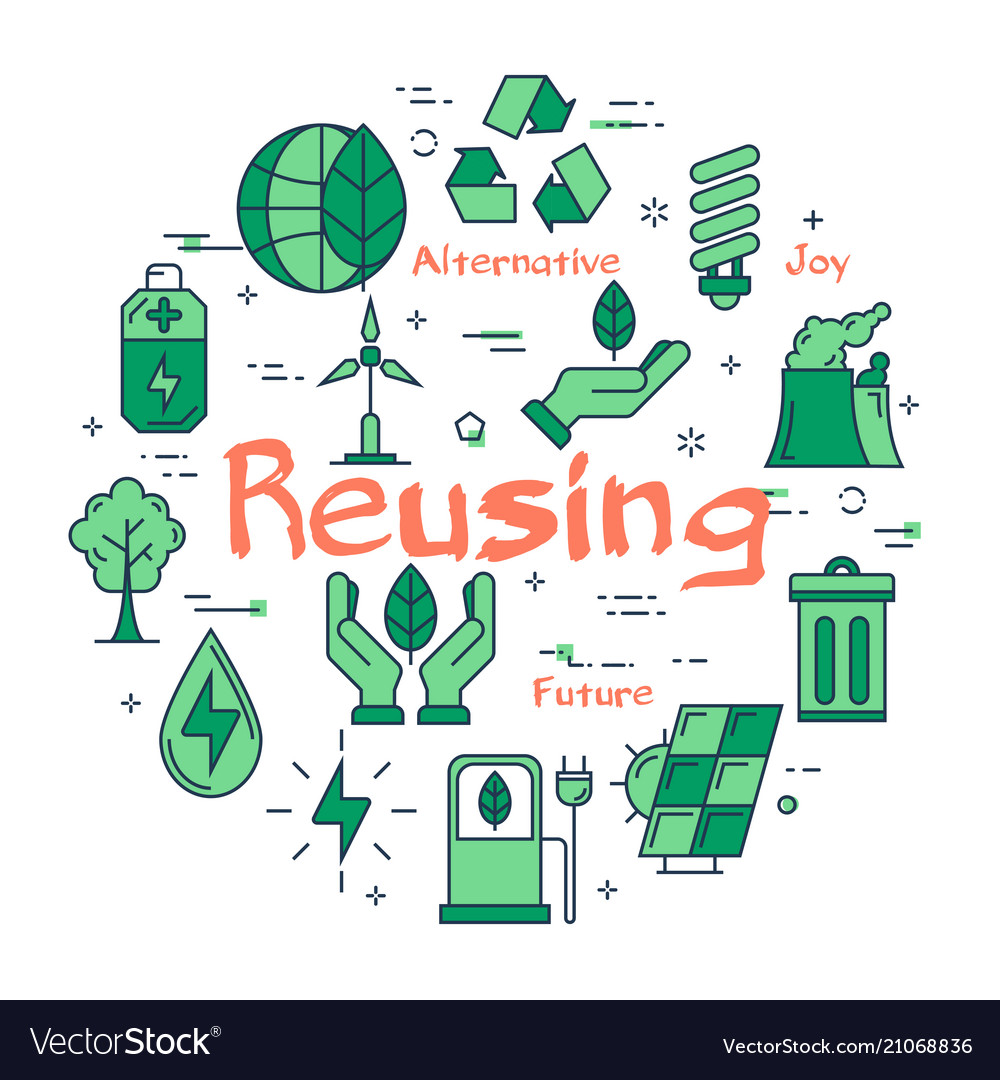 Alternative
Joy
Reusing
Future
VectorStock®
VectorStock.com/21068836